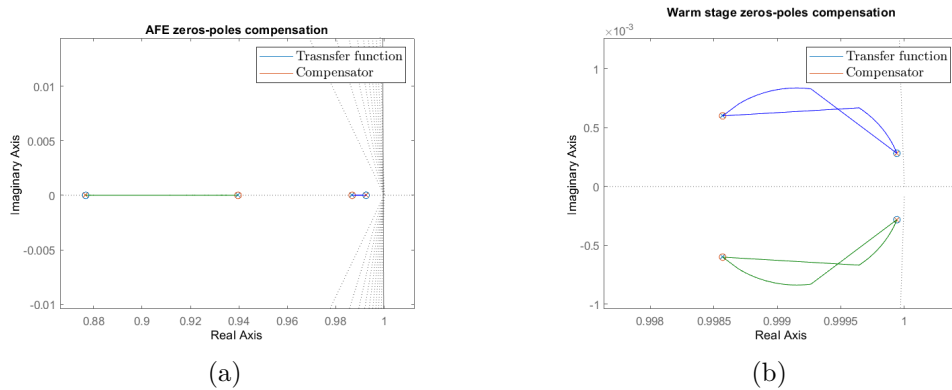 AFE zeros-poles compensation
Trasnsfer function
Compensator
Imaginary Axis
0.01
0.005
0
-0.005
-0.01
0.88
0.9
0.92
0.94
0.96
0.98
1
Real Axis
(a)
Warm stage zeros-poles compensation
×10⁻³
Trasnsfer function
Compensator
Imaginary Axis
1
0.5
0
-0.5
-1
0.998
0.9985
0.999
0.9995
1
Real Axis
(b)